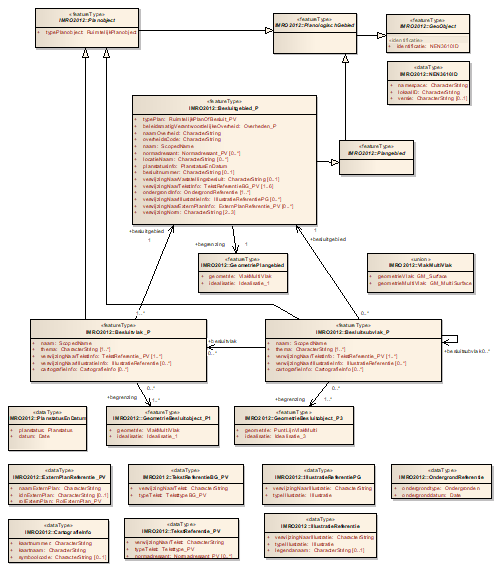 «featureType»
IMRO2012::Planobject
+ typePlanobject: RuimtelijkPlanobject
«featureType»
IMRO2012::PlanologischGebied
«featureType»
IMRO2012::GeoObject
«identificatie»
+ identificatie: NEN3610ID
«dataType»
IMRO2012::NEN3610ID
+ namespace: CharacterString
+ lokaalID: CharacterString
+ versie: CharacterString [0..1]
«featureType»
IMRO2012::Besluitgebied_P
+ typePlan: RuimtelijkPlanOfBesluit_PV
+ beleidsmatigVerantwoordelijkeOverheid: Overheden_P
+ naamOverheid: CharacterString
+ overheidsCode: CharacterString
+ naam: ScopedName
+ normadressant: Normadressant_PV [0..*]
+ locatieNaam: CharacterString [0..*]
+ planstatusInfo: PlanstatusEnDatum
+ besluitnummer: CharacterString [0..1]
+ verwijzingNaarVaststellingsbesluit: CharacterString [0..1]
+ verwijzingNaarTekstInfo: TekstReferentieBG_PV [1..6]
+ ondergrondInfo: OndergrondReferentie [1..*]
+ verwijzingNaarIllustratieInfo: IllustratieReferentiePG [0..*]
+ verwijzingNaarExternPlanInfo: ExternPlanReferentie_PV [0..*]
+ verwijzingNorm: CharacterString [2..3]
«featureType»
IMRO2012::Plangebied
+besluitgebied
1
+begrenzing
1
+besluitgebied
1
«featureType»
IMRO2012::GeometriePlangebied
+ geometrie: VlakMultiVlak
+ idealisatie: Idealisatie_1
«union»
IMRO2012::VlakMultiVlak
+ geometrieVlak: GM_Surface
+ geometrieMultiVlak: GM_MultiSurface
1..*
0..*
«featureType»
IMRO2012::Besluitvlak_P
+ naam: ScopedName
+ thema: CharacterString [1..*]
+ verwijzingNaarTekstInfo: TekstReferentie_PV [1..*]
+ verwijzingNaarIllustratieInfo: IllustratieReferentie [0..*]
+ cartografieInfo: CartografieInfo [0..*]
+besluitvlak
0..*
«featureType»
IMRO2012::Besluitsubvlak_P
+ naam: ScopedName
+ thema: CharacterString [1..*]
+ verwijzingNaarTekstInfo: TekstReferentie_PV [1..*]
+ verwijzingNaarIllustratieInfo: IllustratieReferentie [0..*]
+ cartografieInfo: CartografieInfo [0..*]
+besluitsubvlak 0..*
1..*
+begrenzing
1
0..*
0..*
+begrenzing
1
«dataType»
IMRO2012::PlanstatusEnDatum
+ planstatus: Planstatus
+ datum: Date
«featureType»
IMRO2012::GeometrieBesluitobject_P1
+ geometrie: VlakMultiVlak
+ idealisatie: Idealisatie_1
«featureType»
IMRO2012::GeometrieBesluitobject_P3
+ geometrie: PuntLijnVlakMulti
+ idealisatie: Idealisatie_3
«dataType»
IMRO2012::ExternPlanReferentie_PV
+ naamExternPlan: CharacterString
+ idnExternPlan: CharacterString [0..1]
+ rolExternPlan: RolExternPlan_PV
«dataType»
IMRO2012::TekstReferentieBG_PV
+ verwijzingNaarTekst: CharacterString
+ typeTekst: Teksttype BG_PV
«dataType»
IMRO2012::IllustratieReferentiePG
+ verwijzingNaarIllustratie: CharacterString
+ typeIllustratie: Illustratie
«dataType»
IMRO2012::OndergrondReferentie
+ ondergrondtype: Ondergronden
+ ondergronddatum: Date
«dataType»
IMRO2012::CartografieInfo
+ kaartnummer: CharacterString
+ kaartnaam: CharacterString
+ symboolcode: CharacterString [0..1]
«dataType»
IMRO2012::TekstReferentie_PV
+ verwijzingNaarTekst: CharacterString
+ typeTekst: Teksttype_PV
+ normadressant: Normadressant_PV [0..*]
«dataType»
IMRO2012::IllustratieReferentie
+ verwijzingNaarIllustratie: CharacterString
+ typeIllustratie: Illustratie
+ legendanaam: CharacterString [0..1]